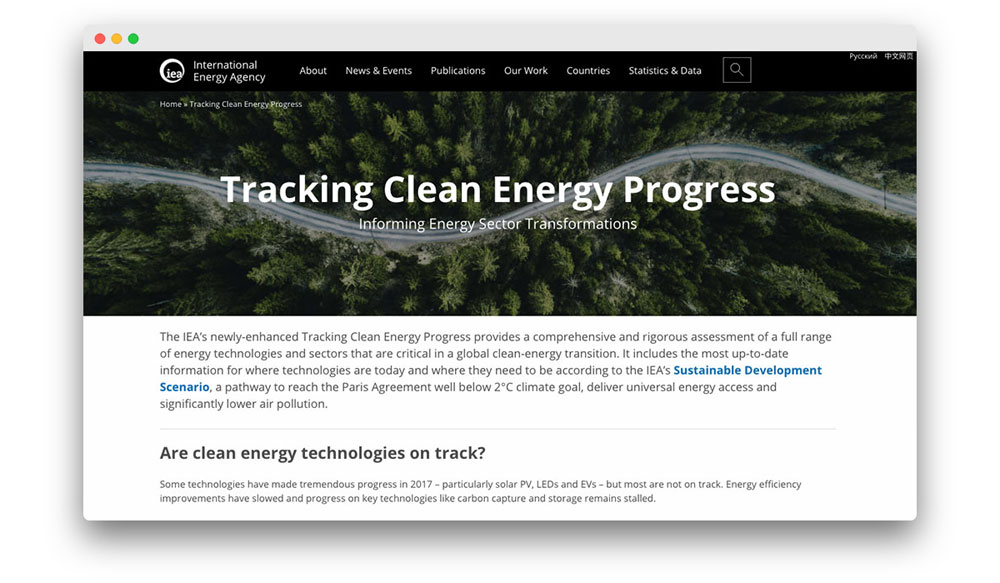 Русский 中文网页
iea
International
Energy Agency
About News & Events Publications Our Work Countries Statistics & Data
Home » Tracking Clean Energy Progress
Tracking Clean Energy Progress
Informing Energy Sector Transformations
The IEA's newly-enhanced Tracking Clean Energy Progress provides a comprehensive and rigorous assessment of a full range
of energy technologies and sectors that are critical in a global clean-energy transition. It includes the most up-to-date
information for where technologies are today and where they need to be according to the IEA's Sustainable Development
Scenario, a pathway to reach the Paris Agreement well below 2°C climate goal, deliver universal energy access and
significantly lower air pollution.
Are clean energy technologies on track?
Some technologies have made tremendous progress in 2017 – particularly solar PV, LEDs and EVs – but most are not on track. Energy efficiency
improvements have slowed and progress on key technologies like carbon capture and storage remains stalled.